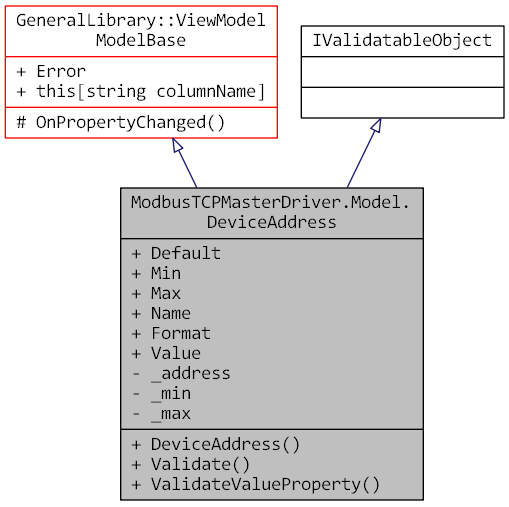 GeneralLibrary::ViewModel
ModelBase
+ Error
+ this[string columnName]
# OnPropertyChanged()
IValidatableObject
ModbusTCPMasterDriver.Model.
DeviceAddress
+ Default
+ Min
+ Max
+ Name
+ Format
+ Value
- _address
- _min
- _max
+ DeviceAddress()
+ Validate()
+ ValidateValueProperty()